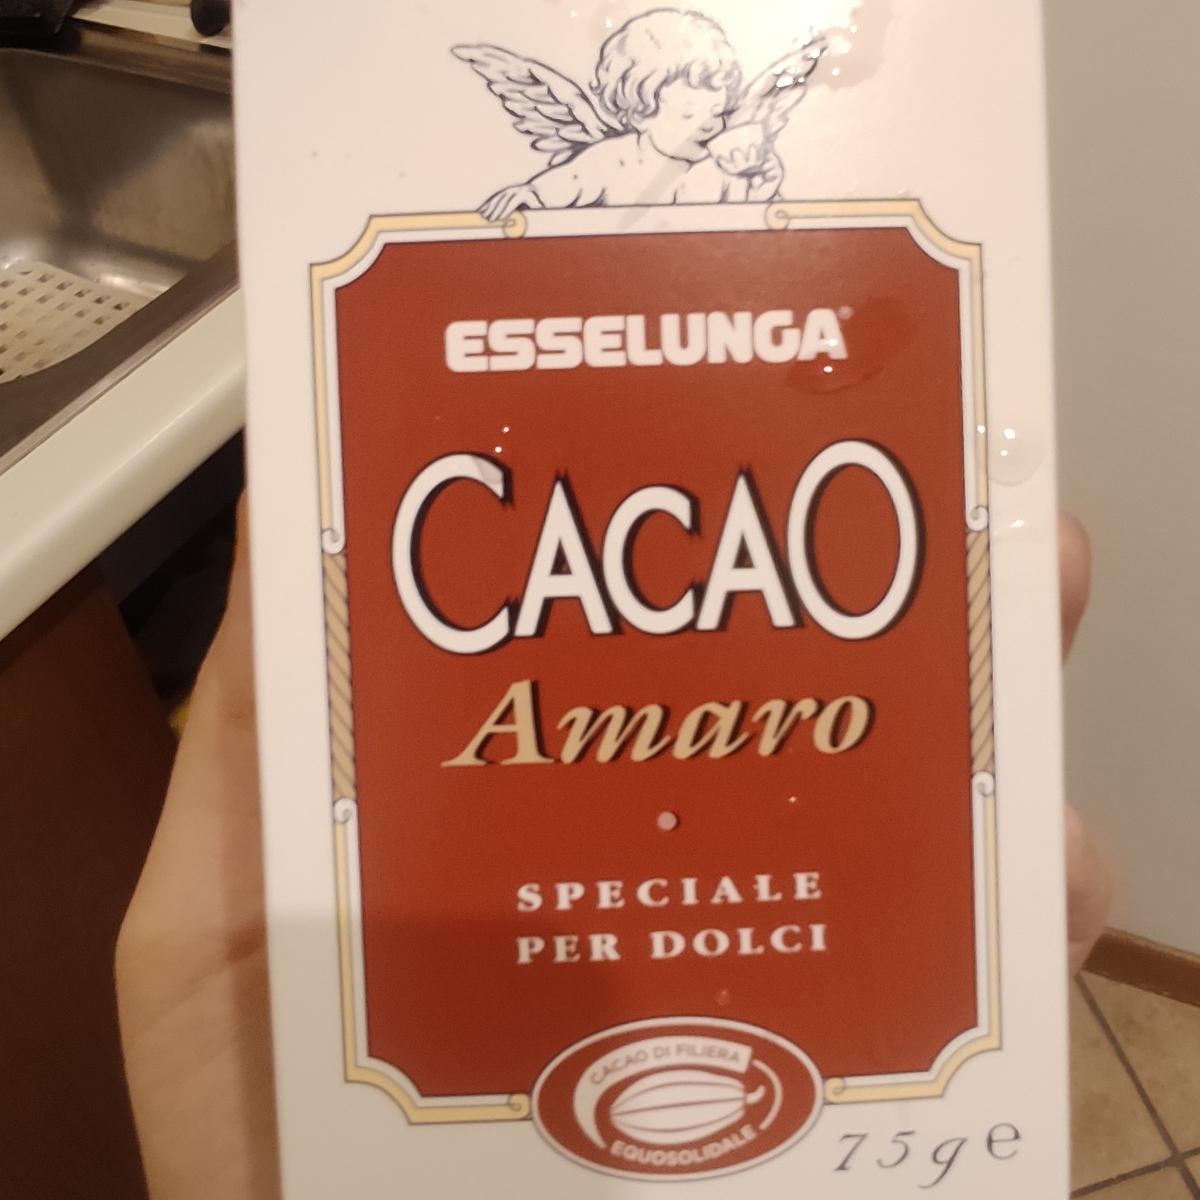 ESSELUNGA®
CACAO
Amaro
•
SPECIALE
PER DOLCI
CACAO DI FILIERA
EQUOSOLIDALE
75g e